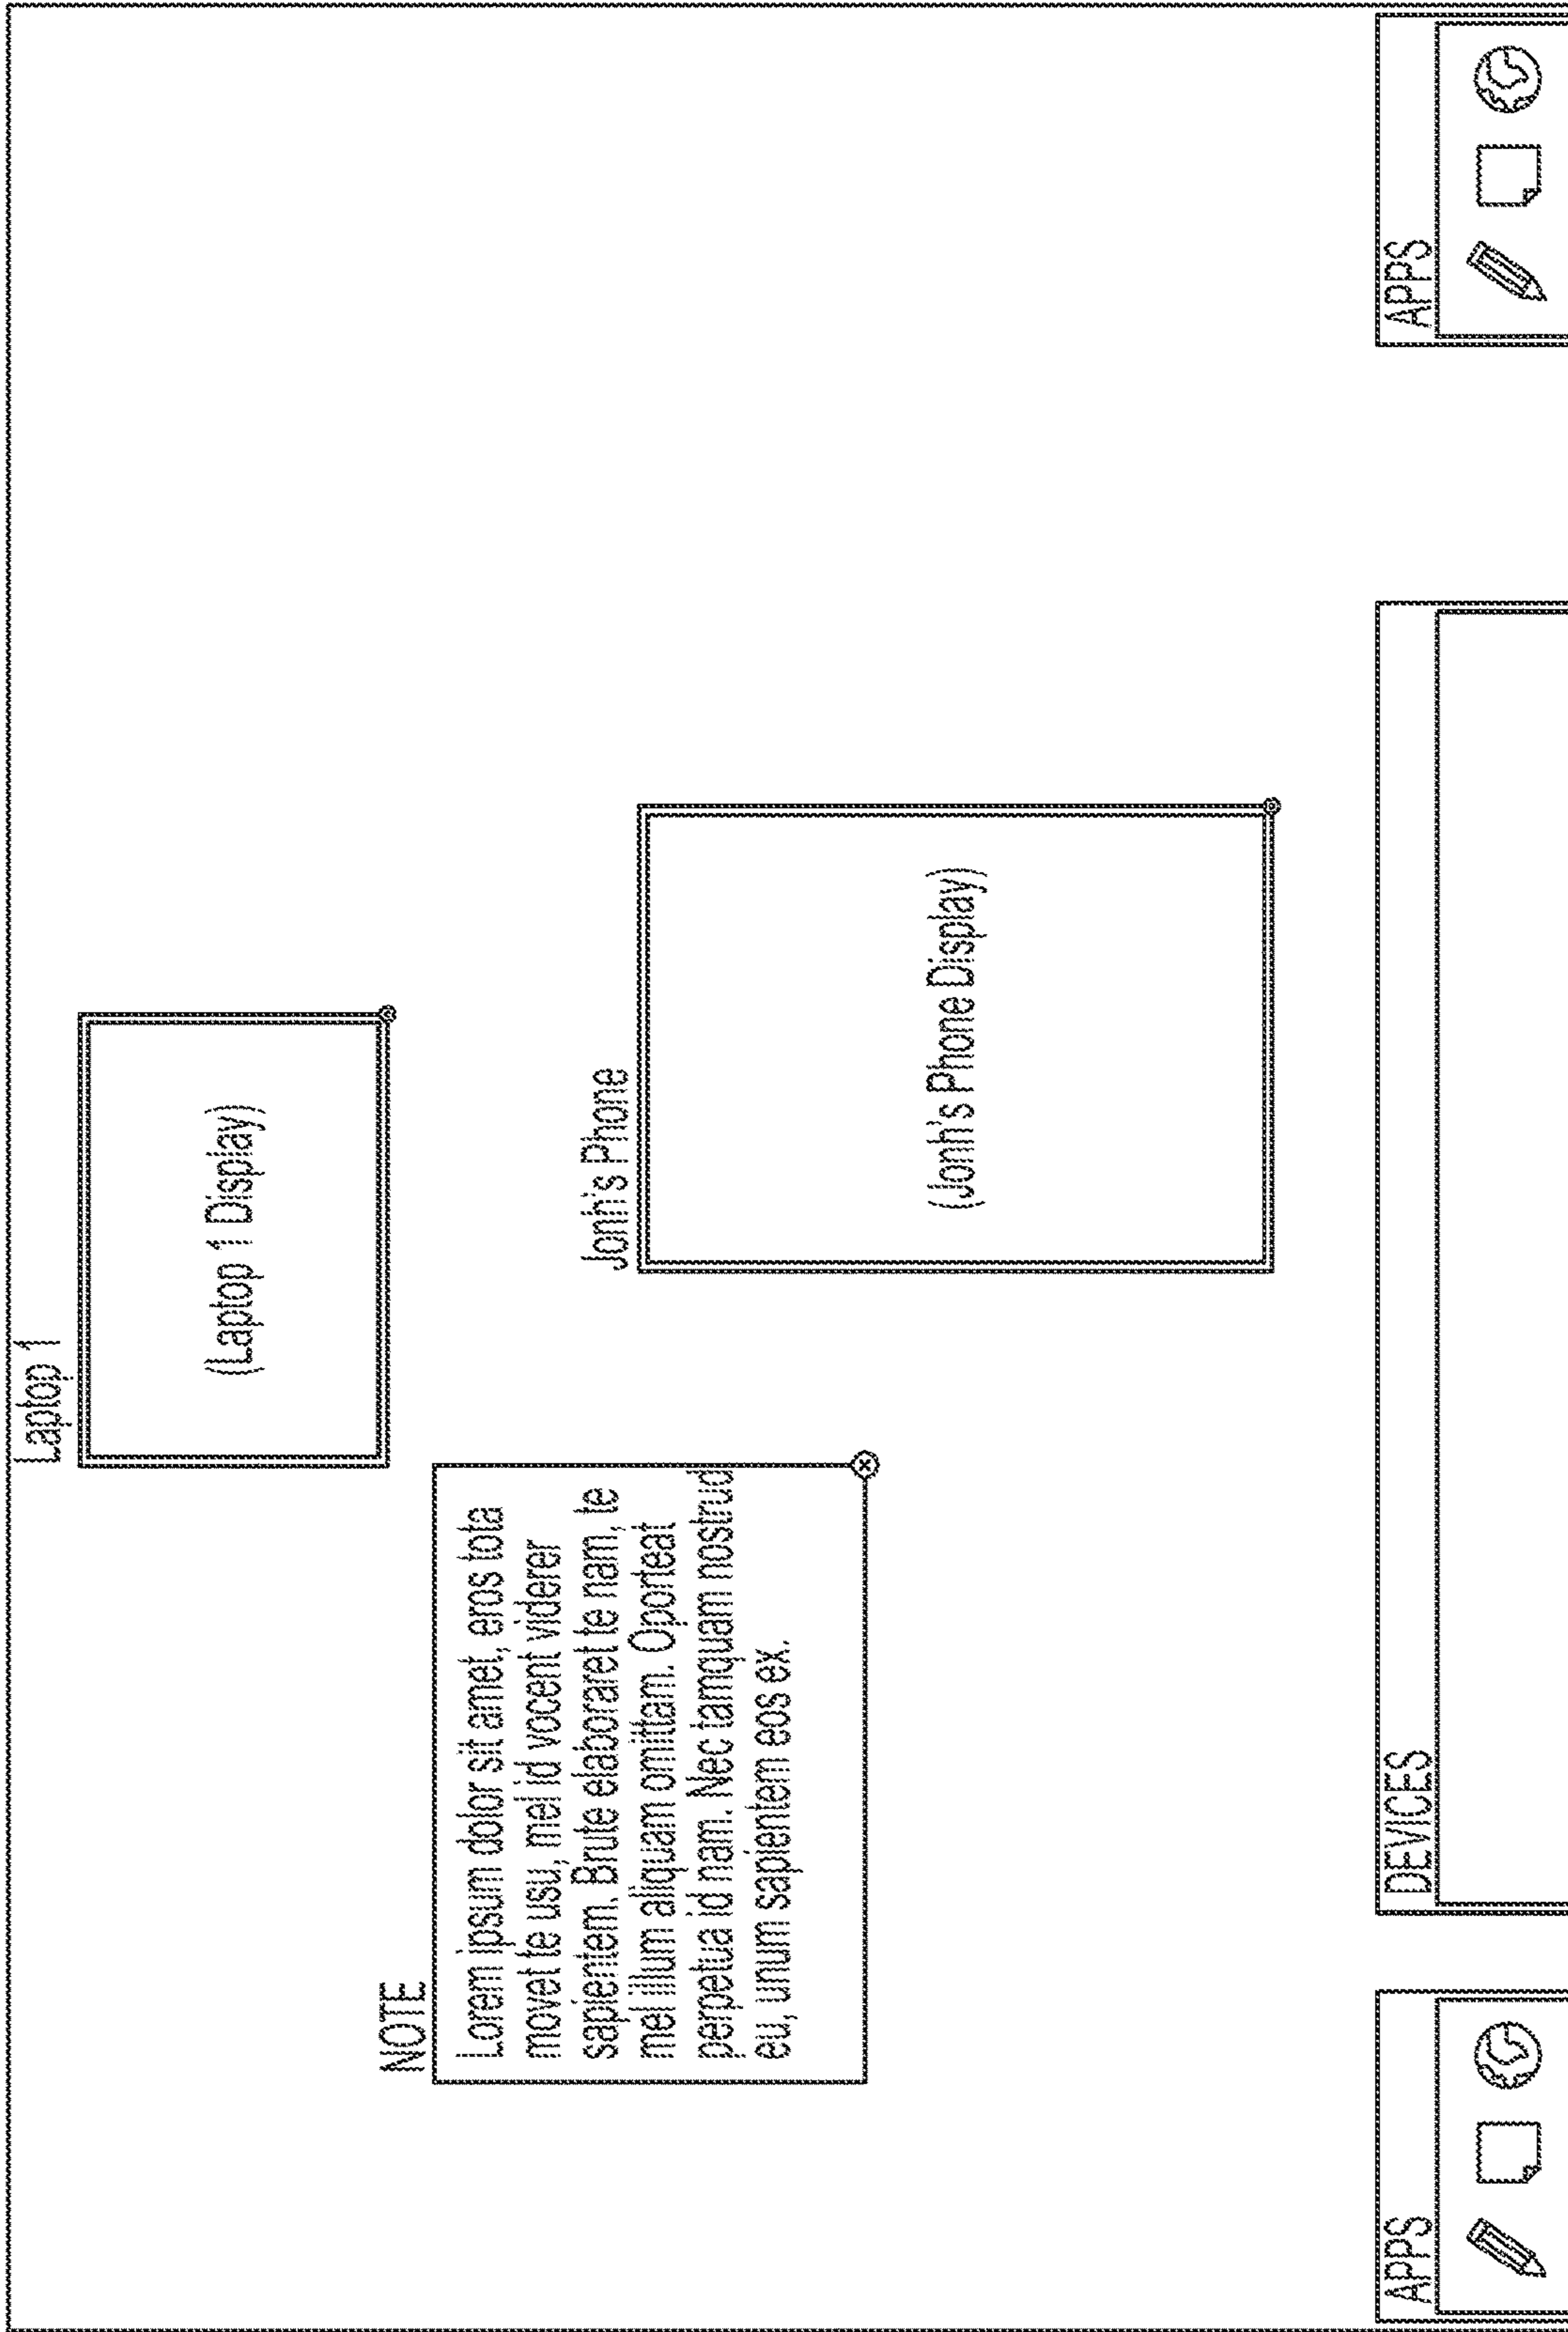 Laptop 1
(Laptop 1 Display)
NOTE
Lorem ipsum dolor sit amet, eros tota
movet te usu, mel id vocent viderer
sapientem. Brute elaboraret te nam, te
mel illum aliquam omittam. Oporteat
perpetua id nam. Nec tamquam nostrud
eu, unum sapientem eos ex.
Jonh's Phone
(Jonh's Phone Display)
APPS
DEVICES
APPS